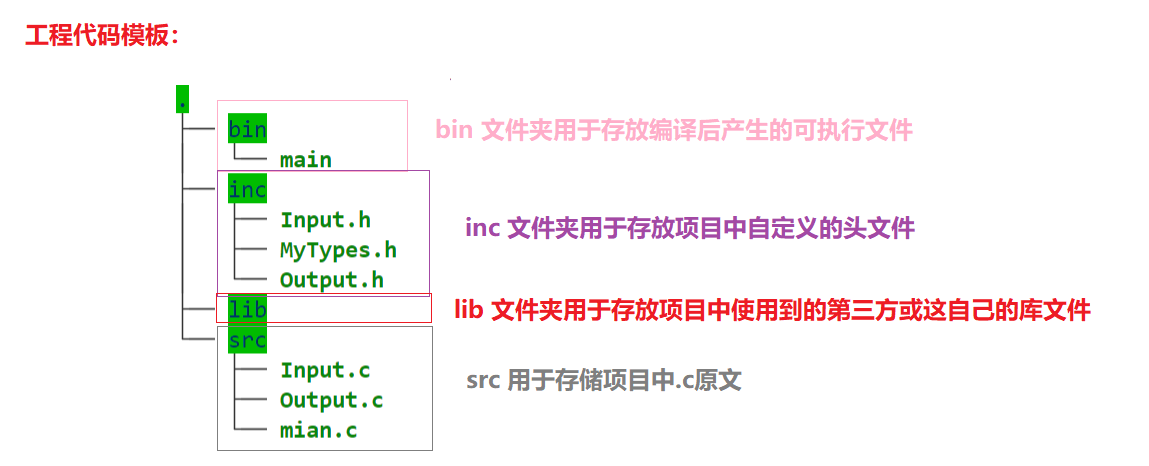 工程代码模板：
.
bin
bin 文件夹用于存放编译后产生的可执行文件
main
inc
Input.h
inc 文件夹用于存放项目中自定义的头文件
MyTypes.h
Output.h
lib
lib 文件夹用于存放项目中使用到的第三方或这自己的库文件
src
Input.c
src 用于存储项目中.c原文
Output.c
mian.c